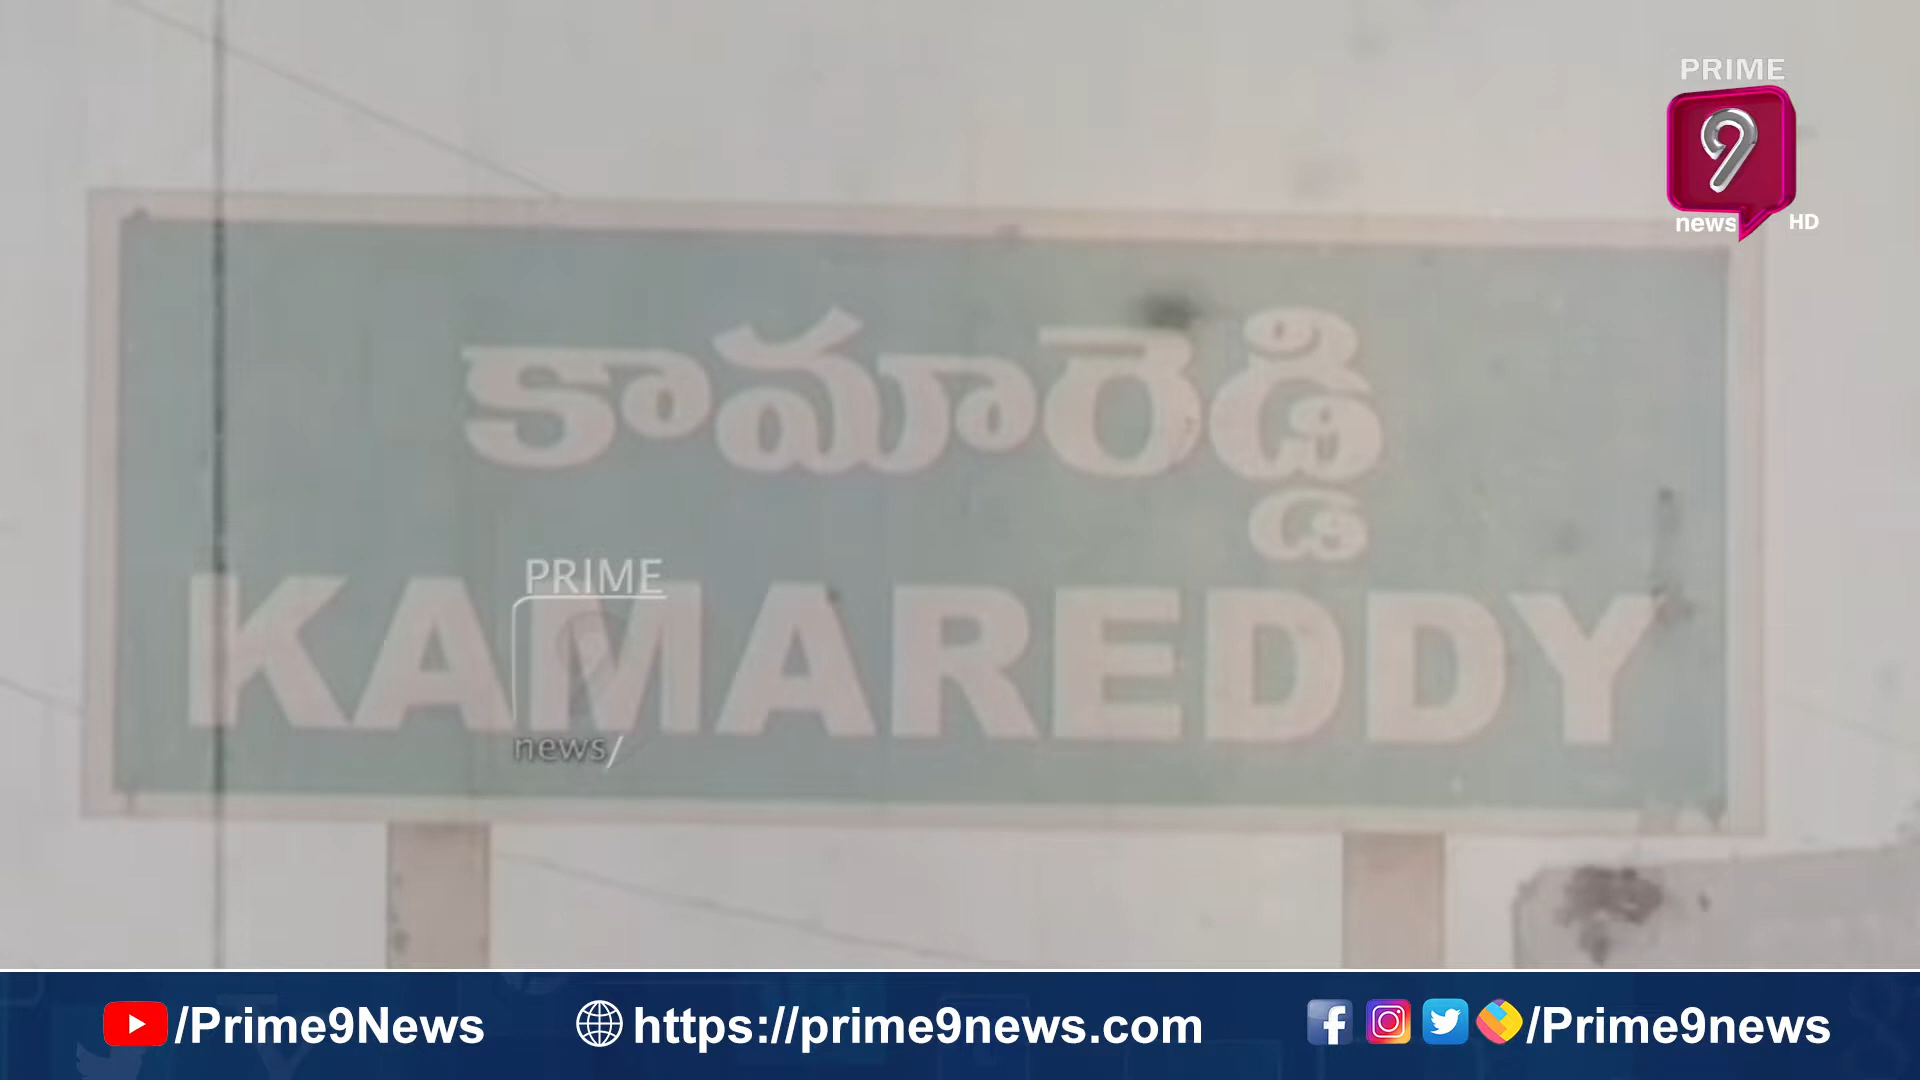 PRIME
9
news HD
కామారెడ్డి
KAMAREDDY
PRIME
news/
/Prime9News https://prime9news.com /Prime9news